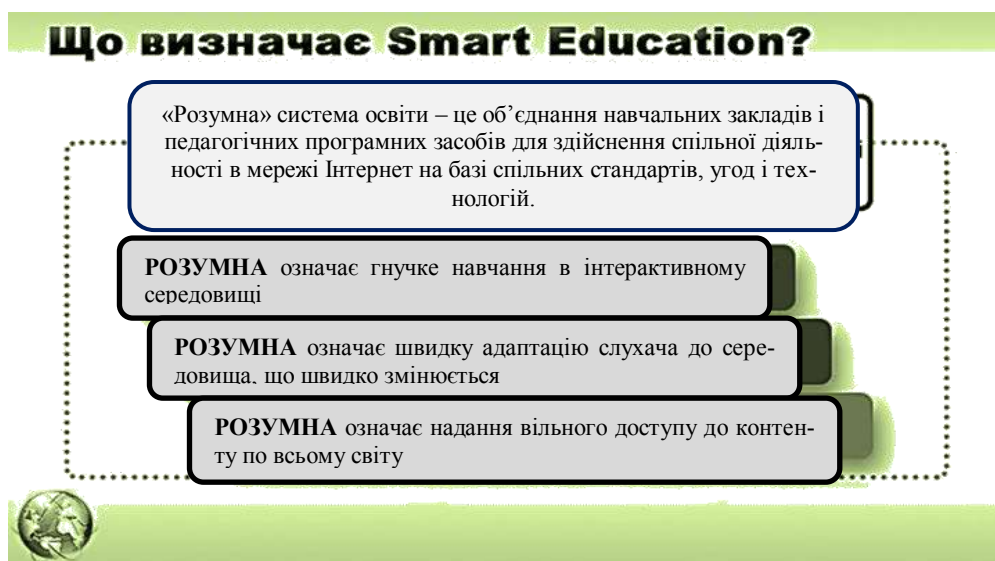 Що визначає Smart Education?
«Розумна» система освіти – це об’єднання навчальних закладів і
педагогічних програмних засобів для здійснення спільної діяль-
ності в мережі Інтернет на базі спільних стандартів, угод і тех-
нологій.
РОЗУМНА означає гнучке навчання в інтерактивному
середовищі
РОЗУМНА означає швидку адаптацію слухача до сере-
довища, що швидко змінюється
РОЗУМНА означає надання вільного доступу до контен-
ту по всьому світу